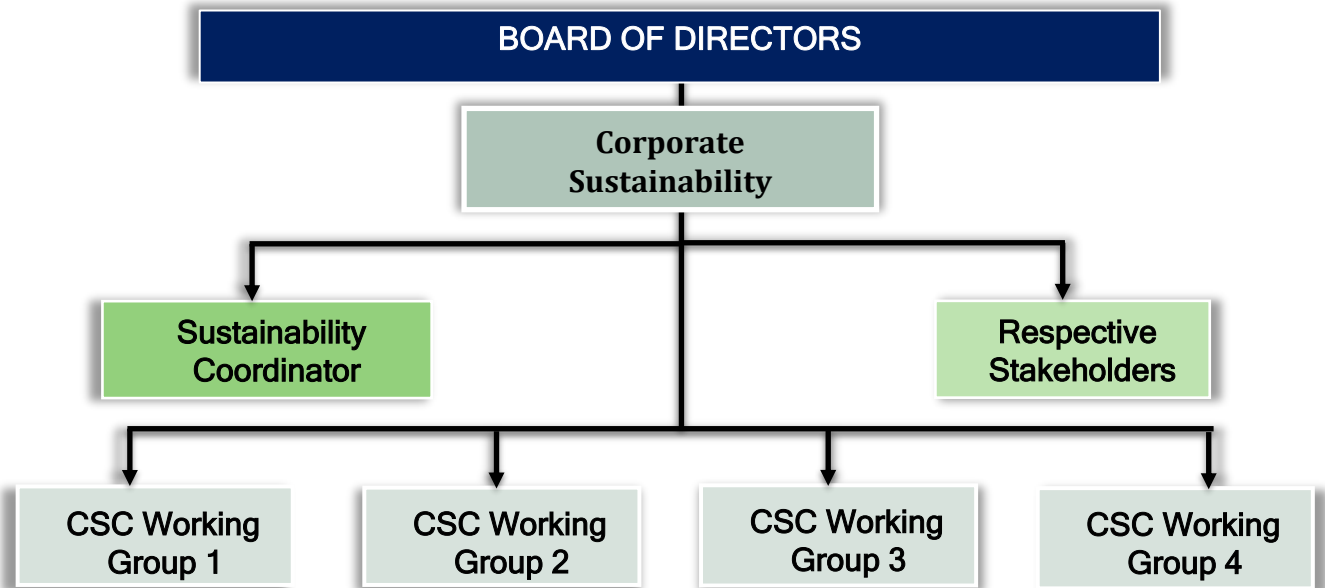 BOARD OF DIRECTORS
Corporate
Sustainability
Sustainability
Coordinator
Respective
Stakeholders
CSC Working
Group 1
CSC Working
Group 2
CSC Working
Group 3
CSC Working
Group 4